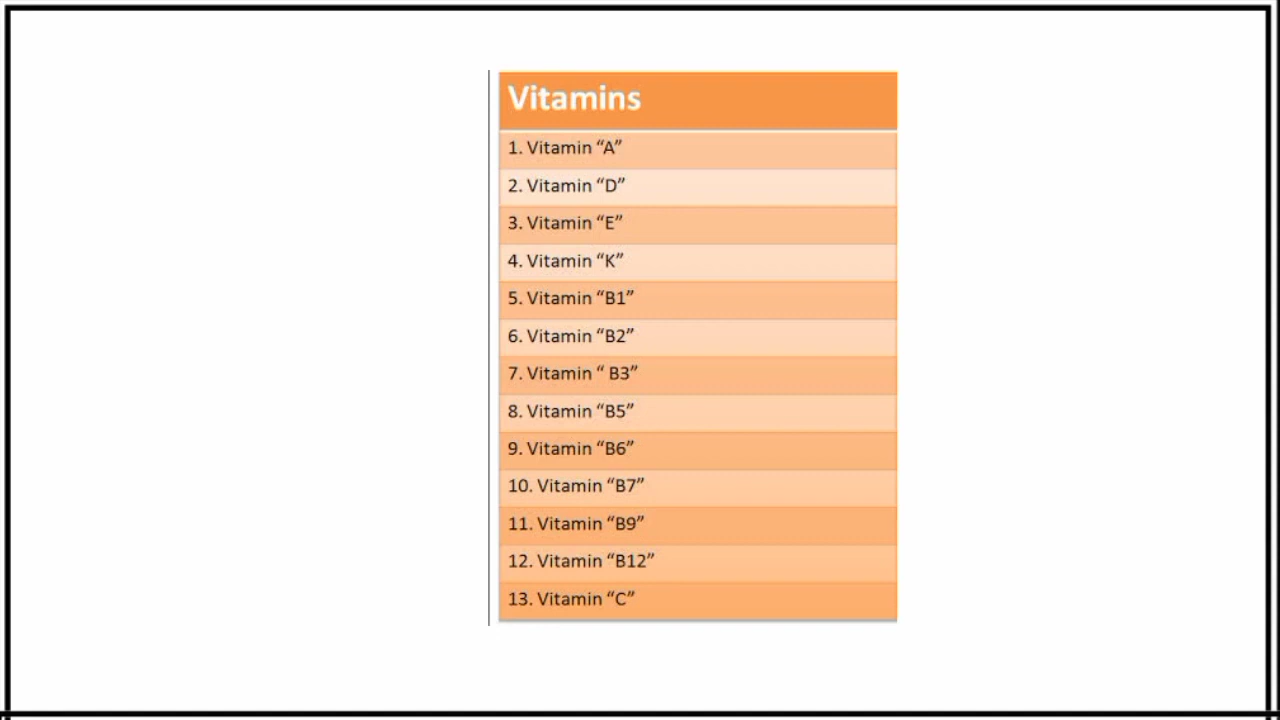 Vitamins
1. Vitamin “A”
2. Vitamin “D”
3. Vitamin “E”
4. Vitamin “K”
5. Vitamin “B1”
6. Vitamin “B2”
7. Vitamin “ B3”
8. Vitamin “B5”
9. Vitamin “B6”
10. Vitamin “B7”
11. Vitamin “B9”
12. Vitamin “B12”
13. Vitamin “C”